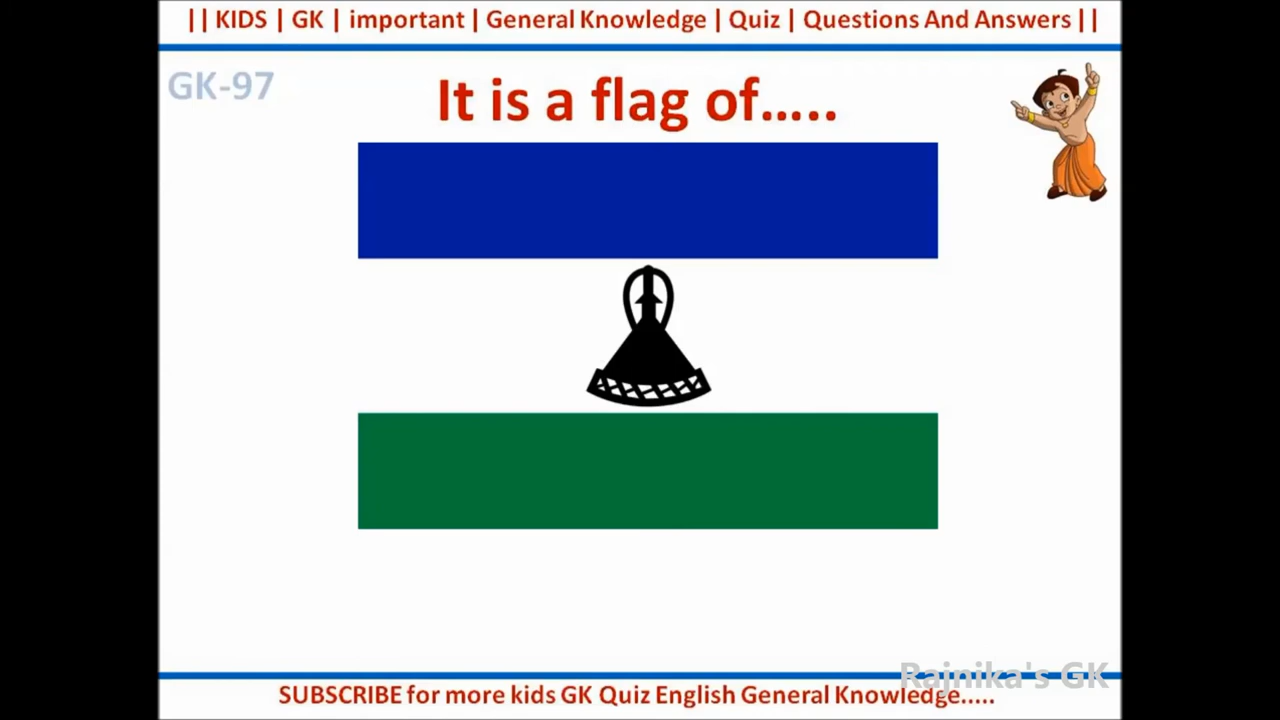 || KIDS | GK | important | General Knowledge | Quiz | Questions And Answers ||
GK-97
It is a flag of.....
Rajnika's GK
SUBSCRIBE for more kids GK Quiz English General Knowledge.....